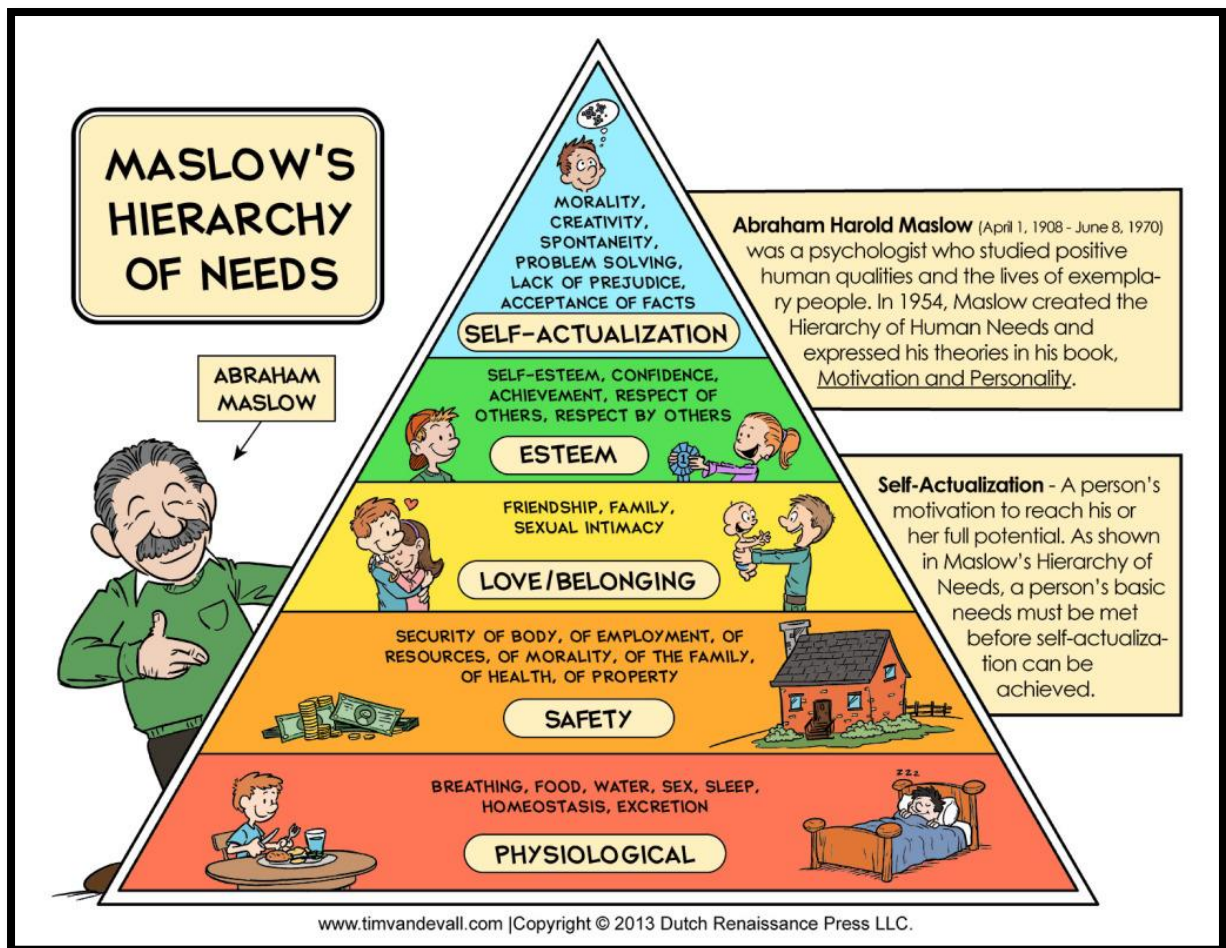 MASLOW'S
HIERARCHY
OF NEEDS
ABRAHAM
MASLOW
MORALITY,
CREATIVITY,
SPONTANEITY,
PROBLEM SOLVING,
LACK OF PREJUDICE,
ACCEPTANCE OF FACTS
SELF-ACTUALIZATION
SELF-ESTEEM, CONFIDENCE,
ACHIEVEMENT, RESPECT OF
OTHERS, RESPECT BY OTHERS
ESTEEM
1
FRIENDSHIP, FAMILY,
SEXUAL INTIMACY
LOVE/BELONGING
SECURITY OF BODY, OF EMPLOYMENT, OF
RESOURCES, OF MORALITY, OF THE FAMILY,
OF HEALTH, OF PROPERTY
SAFETY
BREATHING, FOOD, WATER, SEX, SLEEP,
HOMEOSTASIS, EXCRETION
PHYSIOLOGICAL
ZZZ
Abraham Harold Maslow (April 1, 1908 - June 8, 1970)
was a psychologist who studied positive
human qualities and the lives of exempla-
ry people. In 1954, Maslow created the
Hierarchy of Human Needs and
expressed his theories in his book,
Motivation and Personality.
Self-Actualization - A person's
motivation to reach his or
her full potential. As shown
in Maslow's Hierarchy of
Needs, a person's basic
needs must be met
before self-actualiza-
tion can be
achieved.
www.timvandevall.com |Copyright © 2013 Dutch Renaissance Press LLC.